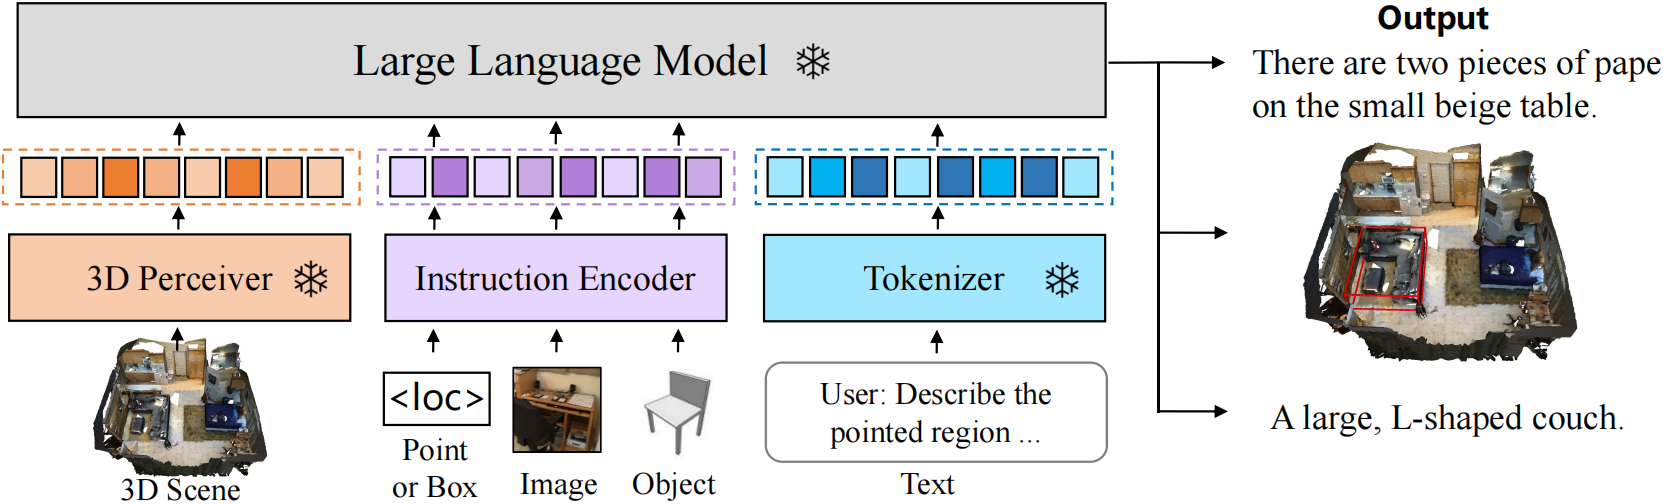 Large Language Model
3D Perceiver
Instruction Encoder
Tokenizer
3D Scene
<loc>
Point
or Box
Image
Object
User: Describe the
pointed region ...
Text
Output
There are two pieces of pape
on the small beige table.
A large, L-shaped couch.